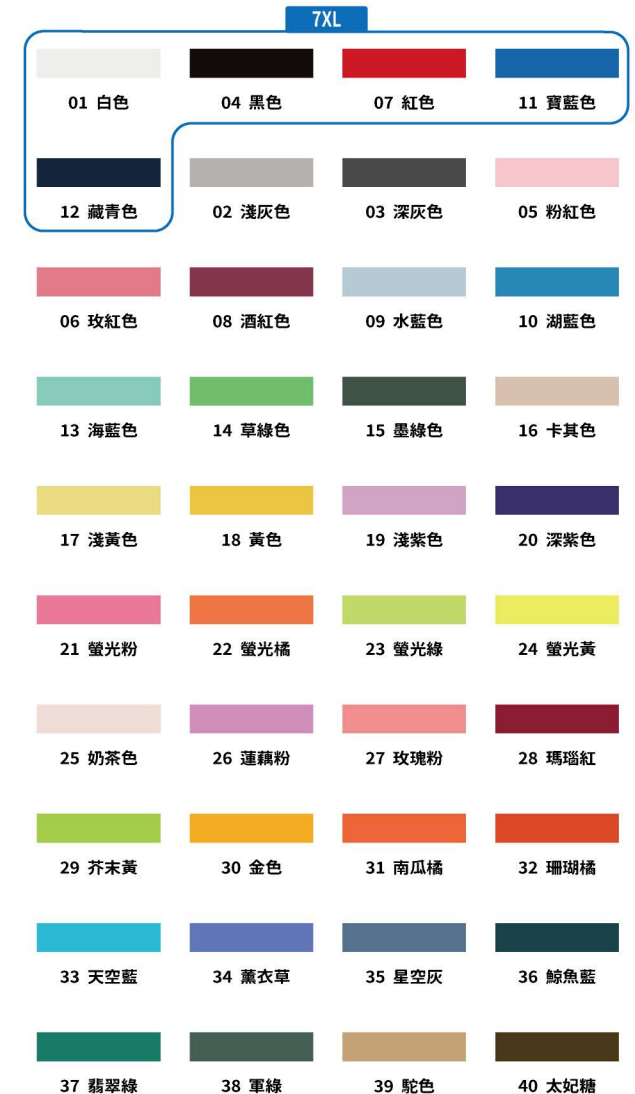 7XL
01 白色 04 黑色 07 紅色 11 寶藍色
12 藏青色 02 淺灰色 03 深灰色 05 粉紅色
06 玫紅色 08 酒紅色 09 水藍色 10 湖藍色
13 海藍色 14 草綠色 15 墨綠色 16 卡其色
17 淺黃色 18 黃色 19 淺紫色 20 深紫色
21 螢光粉 22 螢光橘 23 螢光綠 24 螢光黃
25 奶茶色 26 蓮藕粉 27 玫瑰粉 28 瑪瑙紅
29 芥末黃 30 金色 31 南瓜橘 32 珊瑚橘
33 天空藍 34 薰衣草 35 星空灰 36 鯨魚藍
37 翡翠綠 38 軍綠 39 駝色 40 太妃糖